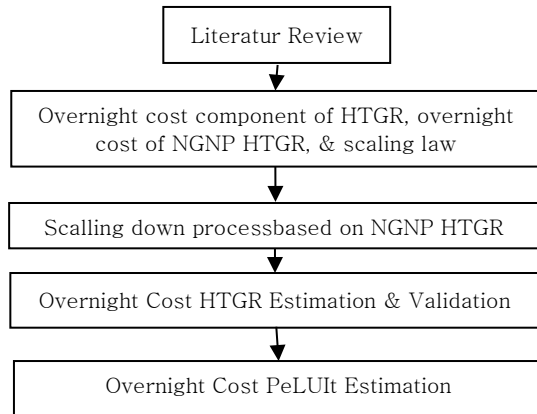 Literatur Review
Overnight cost component of HTGR, overnight
cost of NGNP HTGR, & scaling law
Scalling down processbased on NGNP HTGR
Overnight Cost HTGR Estimation & Validation
Overnight Cost PeLUIt Estimation